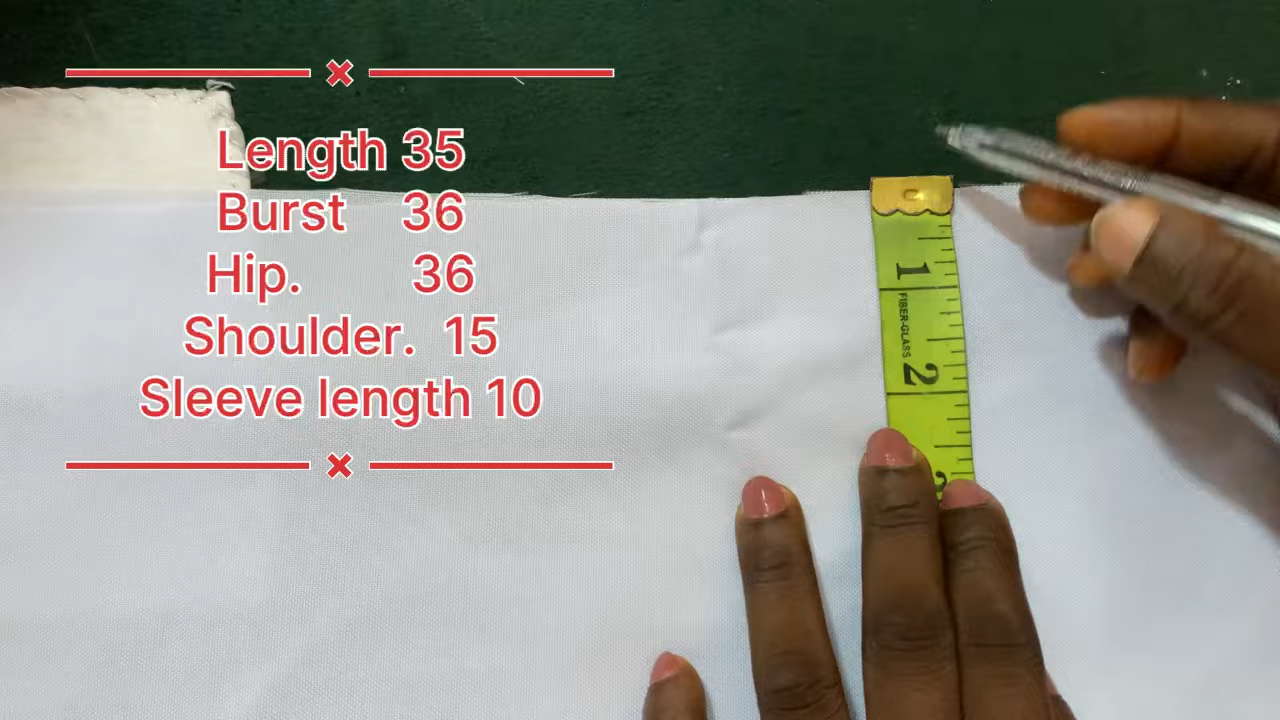 Length 35
Burst 36
Hip. 36
Shoulder. 15
Sleeve length 10
1
FIBER-GLASS
2